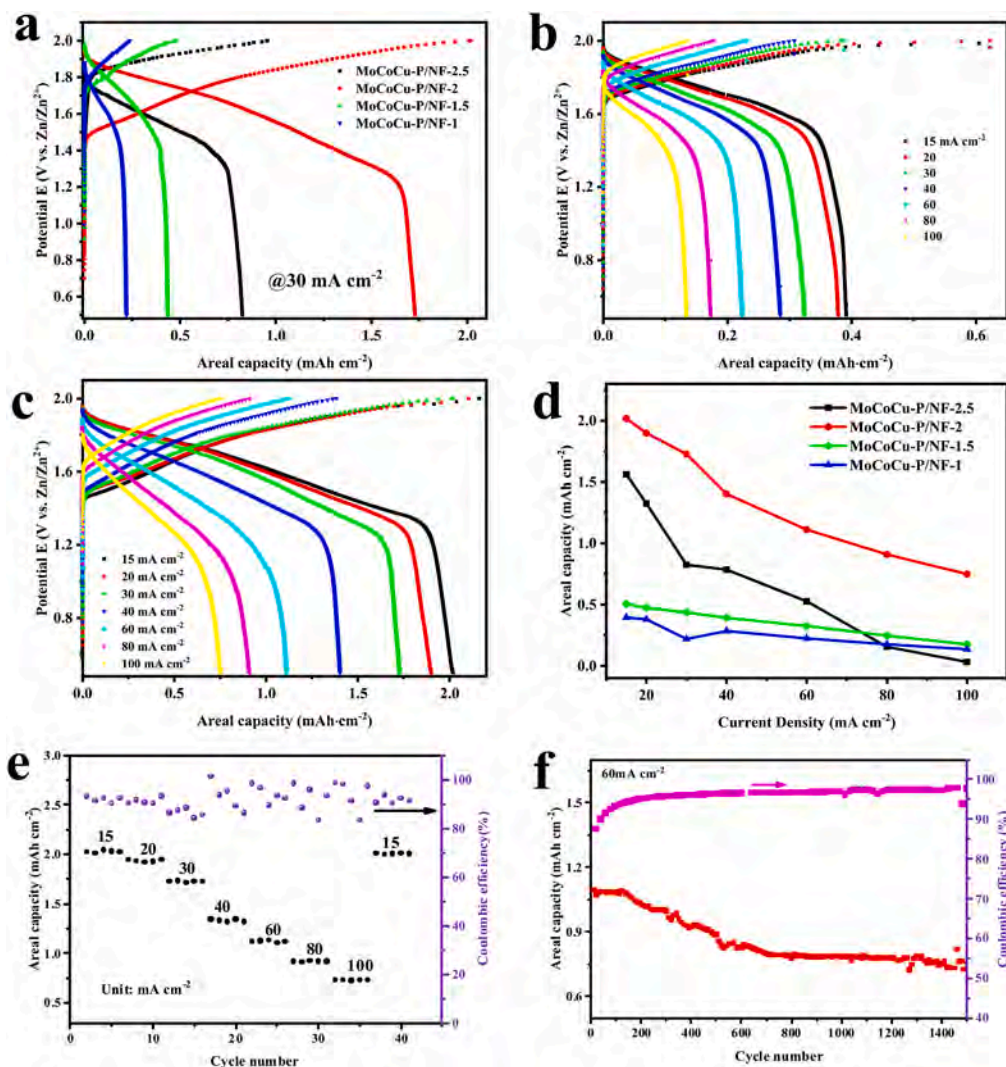 a
2.0
1.8
1.6
1.4
1.2
1.0
0.8
0.6
Potential E (V vs. Zn/Zn2+)
MoCoCu-P/NF-2.5
MoCoCu-P/NF-2
MoCoCu-P/NF-1.5
MoCoCu-P/NF-1
@30 mA cm-2
0.0 0.5 1.0 1.5 2.0
Areal capacity (mAh cm-2)
b
2.0
1.6
1.2
0.8
Potential E (V vs. Zn/Zn2+)
15 mA cm-1
20
30
40
60
80
100
0.0 0.2 0.4 0.6
Areal capacity (mAh·cm-2)
c
2.0
1.6
1.2
0.8
Potential E (V vs. Zn/Zn2+)
15 mA cm-2
20 mA cm-2
30 mA cm-2
40 mA cm-2
60 mA cm-2
80 mA cm-2
100 mA cm-2
0.0 0.5 1.0 1.5 2.0
Areal capacity (mAh·cm-2)
d
2.0
1.5
1.0
0.5
0.0
Areal capacity (mAh cm-2)
MoCoCu-P/NF-2.5
MoCoCu-P/NF-2
MoCoCu-P/NF-1.5
MoCoCu-P/NF-1
20 40 60 80 100
Current Density (mA cm-2)
e
3.0
2.5
2.0
1.5
1.0
0.5
Areal capacity (mAh cm-2)
15
20
30
40
60
80
100
15
Unit: mA cm-2
0 10 20 30 40
Cycle number
100
80
60
40
20
0
Coulombic efficiency(%)
f
60mA cm-2
1.5
1.2
0.9
0.6
Areal capacity (mAh cm-2)
0 200 400 600 800 1000 1200 1400
Cycle number
100
90
80
70
60
50
40
Coulombic efficiency (%)